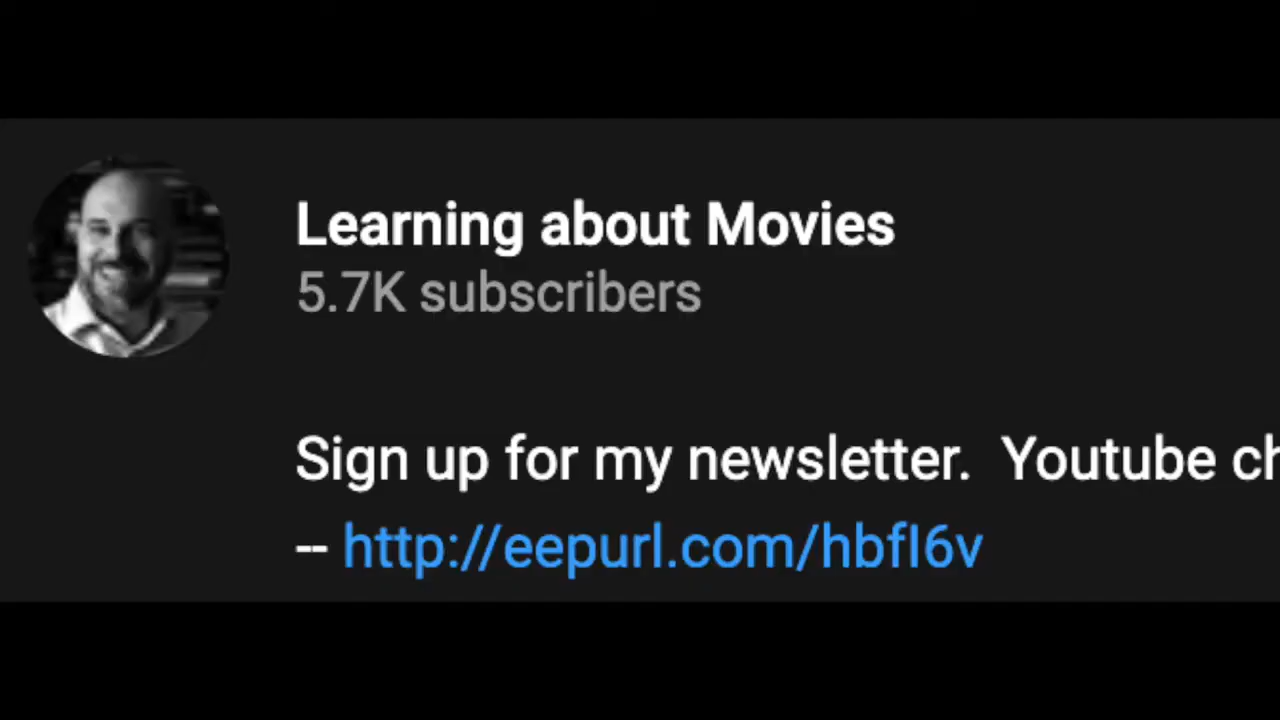 Learning about Movies
5.7K subscribers
Sign up for my newsletter. Youtube ch
-- http://eepurl.com/hbfI6v